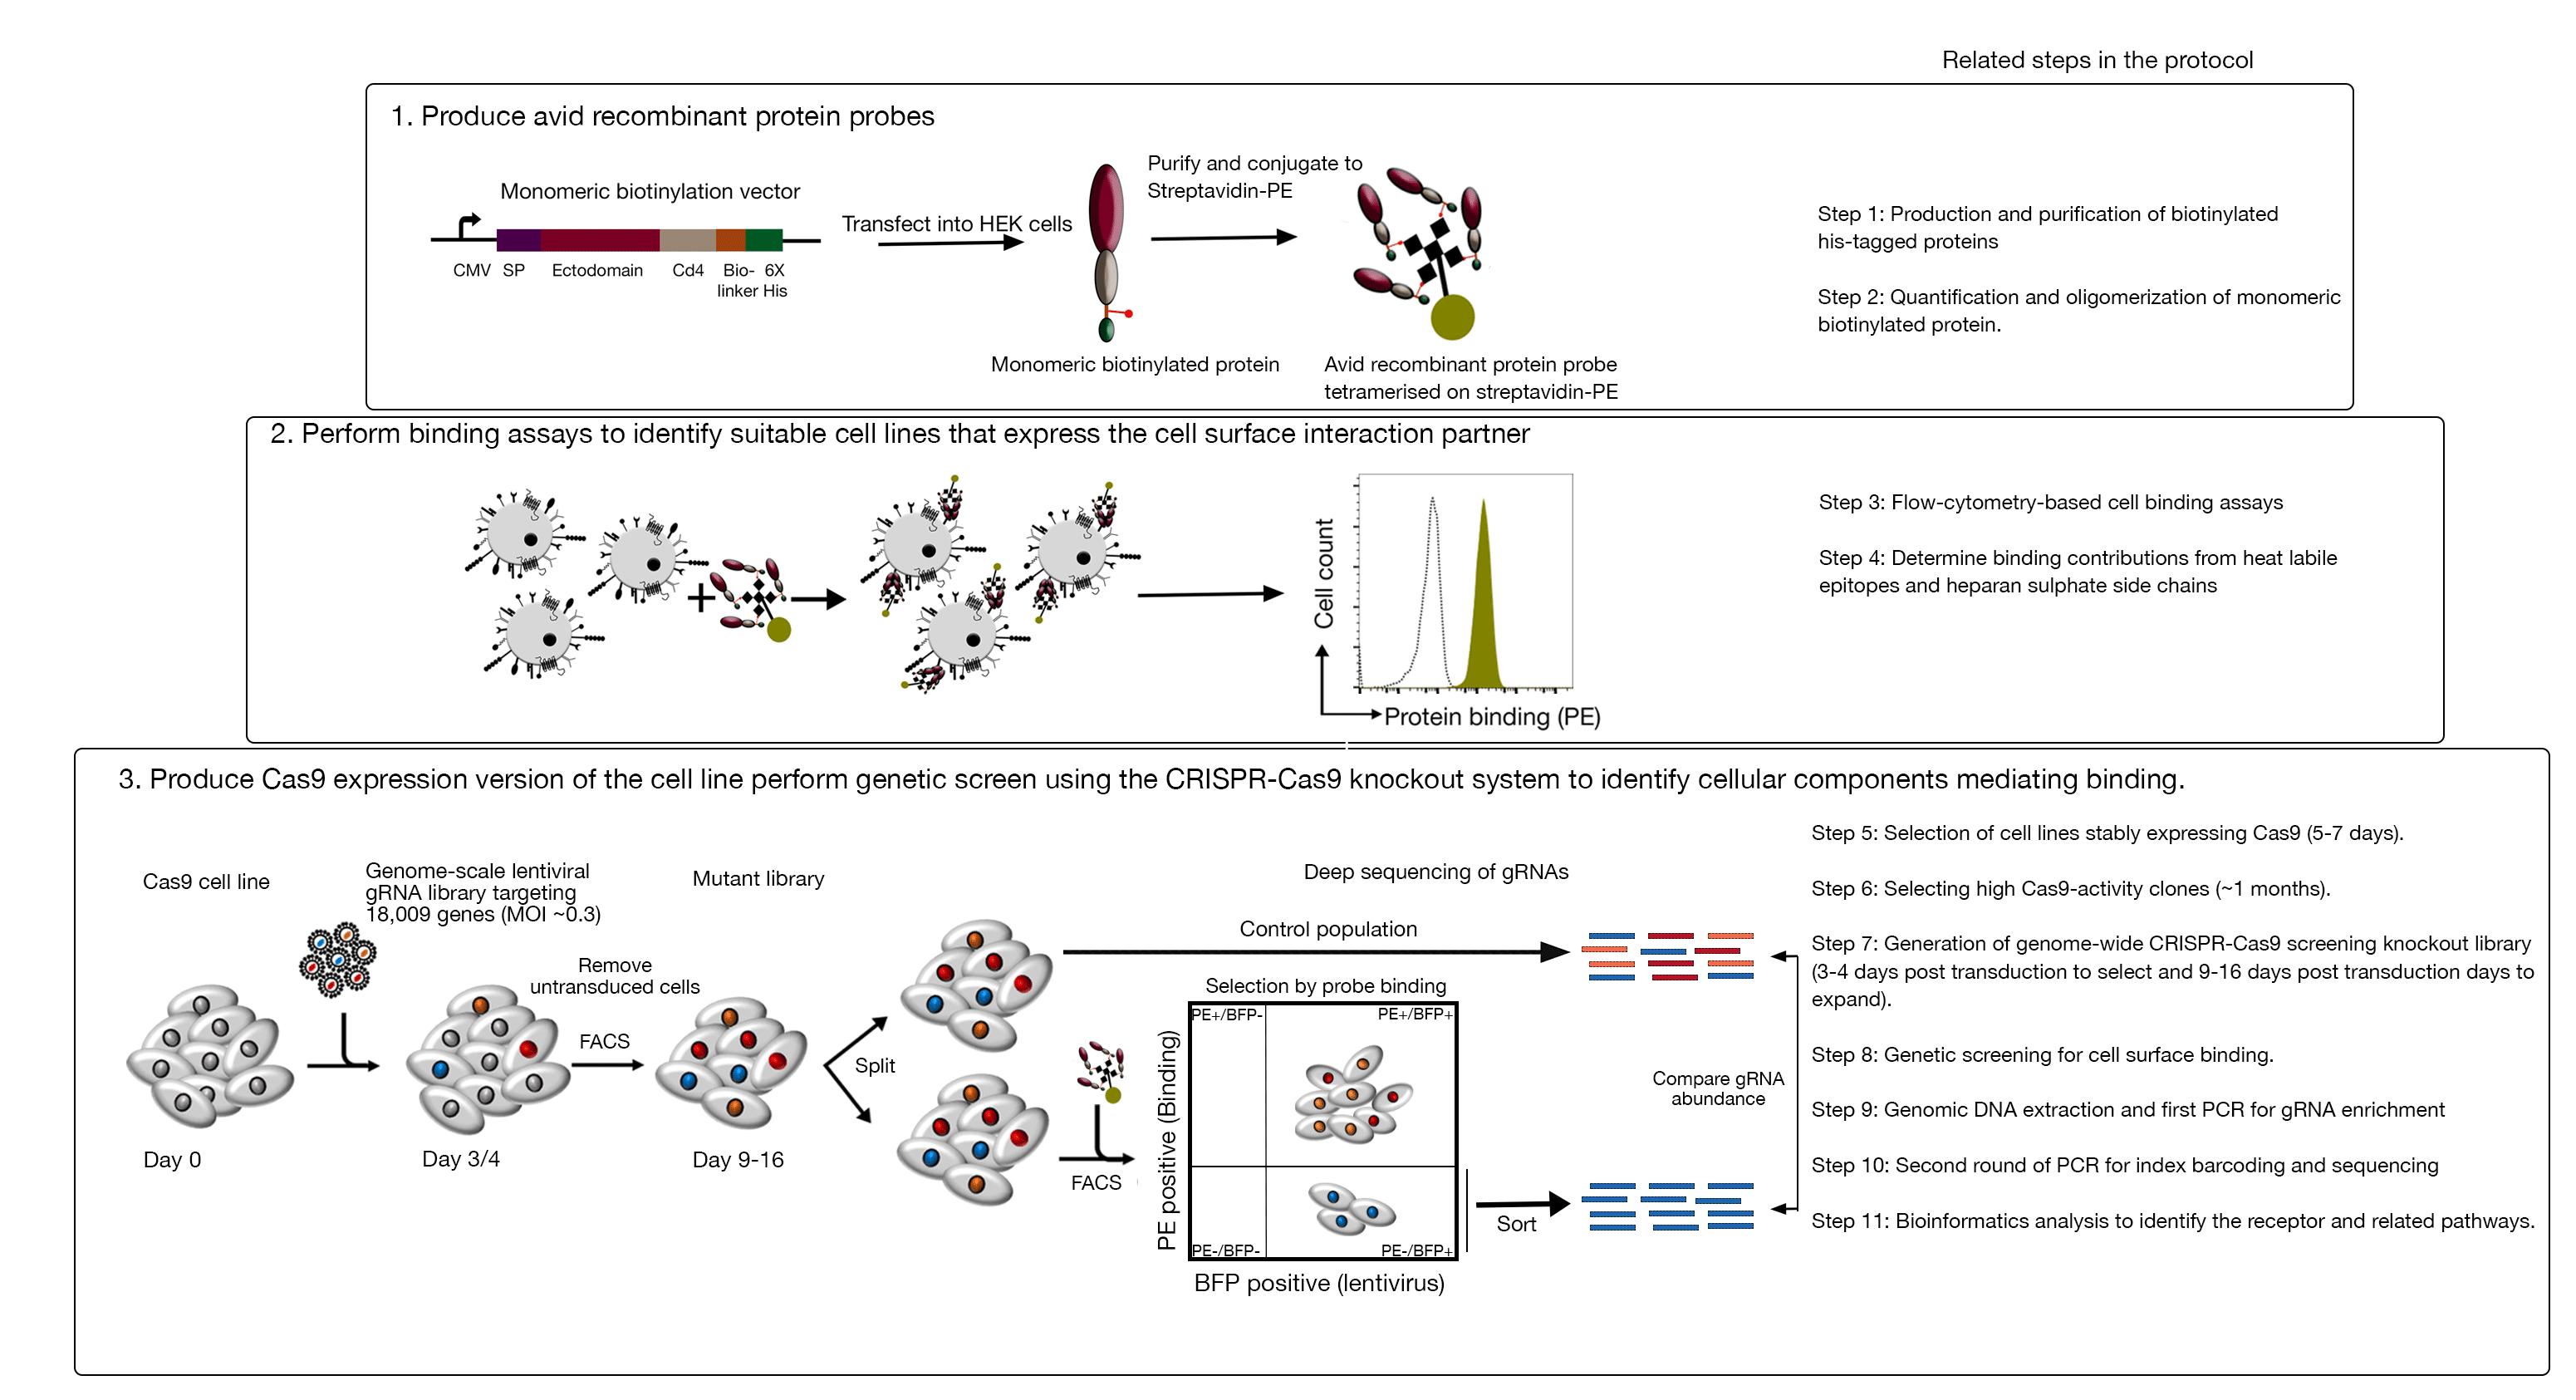 Related steps in the protocol
1. Produce avid recombinant protein probes
Monomeric biotinylation vector
CMV SP Ectodomain Cd4 Bio- 6X
linker His
Transfect into HEK cells
Purify and conjugate to
Streptavidin-PE
Monomeric biotinylated protein
Avid recombinant protein probe
tetramerised on streptavidin-PE
Step 1: Production and purification of biotinylated
his-tagged proteins
Step 2: Quantification and oligomerization of monomeric
biotinylated protein.
2. Perform binding assays to identify suitable cell lines that express the cell surface interaction partner
+
Cell count
Protein binding (PE)
Step 3: Flow-cytometry-based cell binding assays
Step 4: Determine binding contributions from heat labile
epitopes and heparan sulphate side chains
3. Produce Cas9 expression version of the cell line perform genetic screen using the CRISPR-Cas9 knockout system to identify cellular components mediating binding.
Cas9 cell line
Genome-scale lentiviral
gRNA library targeting
18,009 genes (MOI ~0.3)
Mutant library
Remove
untransduced cells
FACS
Day 0
Day 3/4
Day 9-16
Split
FACS
Deep sequencing of gRNAs
Control population
Selection by probe binding
PE+/BFP-
PE+/BFP+
PE-/BFP-
PE-/BFP+
PE positive (Binding)
BFP positive (lentivirus)
Sort
Compare gRNA
abundance
Step 5: Selection of cell lines stably expressing Cas9 (5-7 days).
Step 6: Selecting high Cas9-activity clones (~1 months).
Step 7: Generation of genome-wide CRISPR-Cas9 screening knockout library
(3-4 days post transduction to select and 9-16 days post transduction days to
expand).
Step 8: Genetic screening for cell surface binding.
Step 9: Genomic DNA extraction and first PCR for gRNA enrichment
Step 10: Second round of PCR for index barcoding and sequencing
Step 11: Bioinformatics analysis to identify the receptor and related pathways.